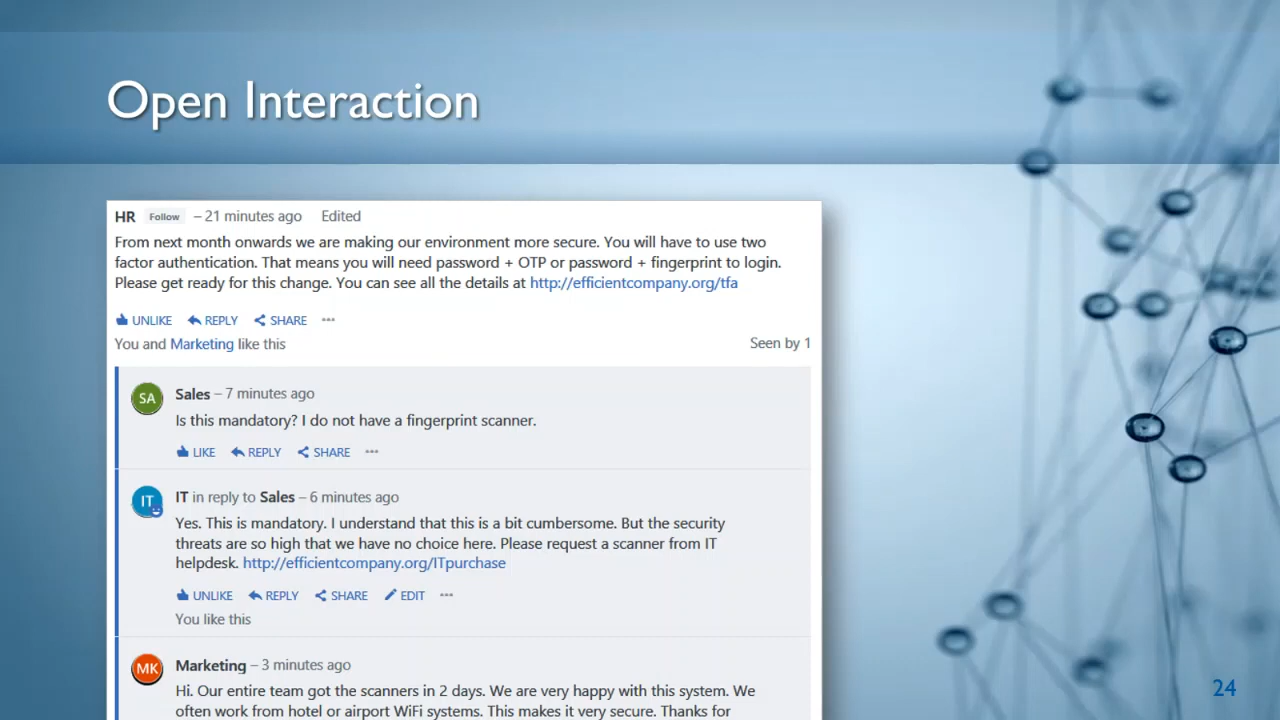 Open Interaction
HR Follow – 21 minutes ago Edited
From next month onwards we are making our environment more secure. You will have to use two
factor authentication. That means you will need password + OTP or password + fingerprint to login.
Please get ready for this change. You can see all the details at http://efficientcompany.org/tfa
UNLIKE REPLY SHARE •••
You and Marketing like this
Seen by 1
SA
Sales – 7 minutes ago
Is this mandatory? I do not have a fingerprint scanner.
LIKE REPLY SHARE •••
IT
IT in reply to Sales – 6 minutes ago
Yes. This is mandatory. I understand that this is a bit cumbersome. But the security
threats are so high that we have no choice here. Please request a scanner from IT
helpdesk. http://efficientcompany.org/ITpurchase
UNLIKE REPLY SHARE EDIT •••
You like this
MK
Marketing – 3 minutes ago
Hi. Our entire team got the scanners in 2 days. We are very happy with this system. We
often work from hotel or airport WiFi systems. This makes it very secure. Thanks for
24